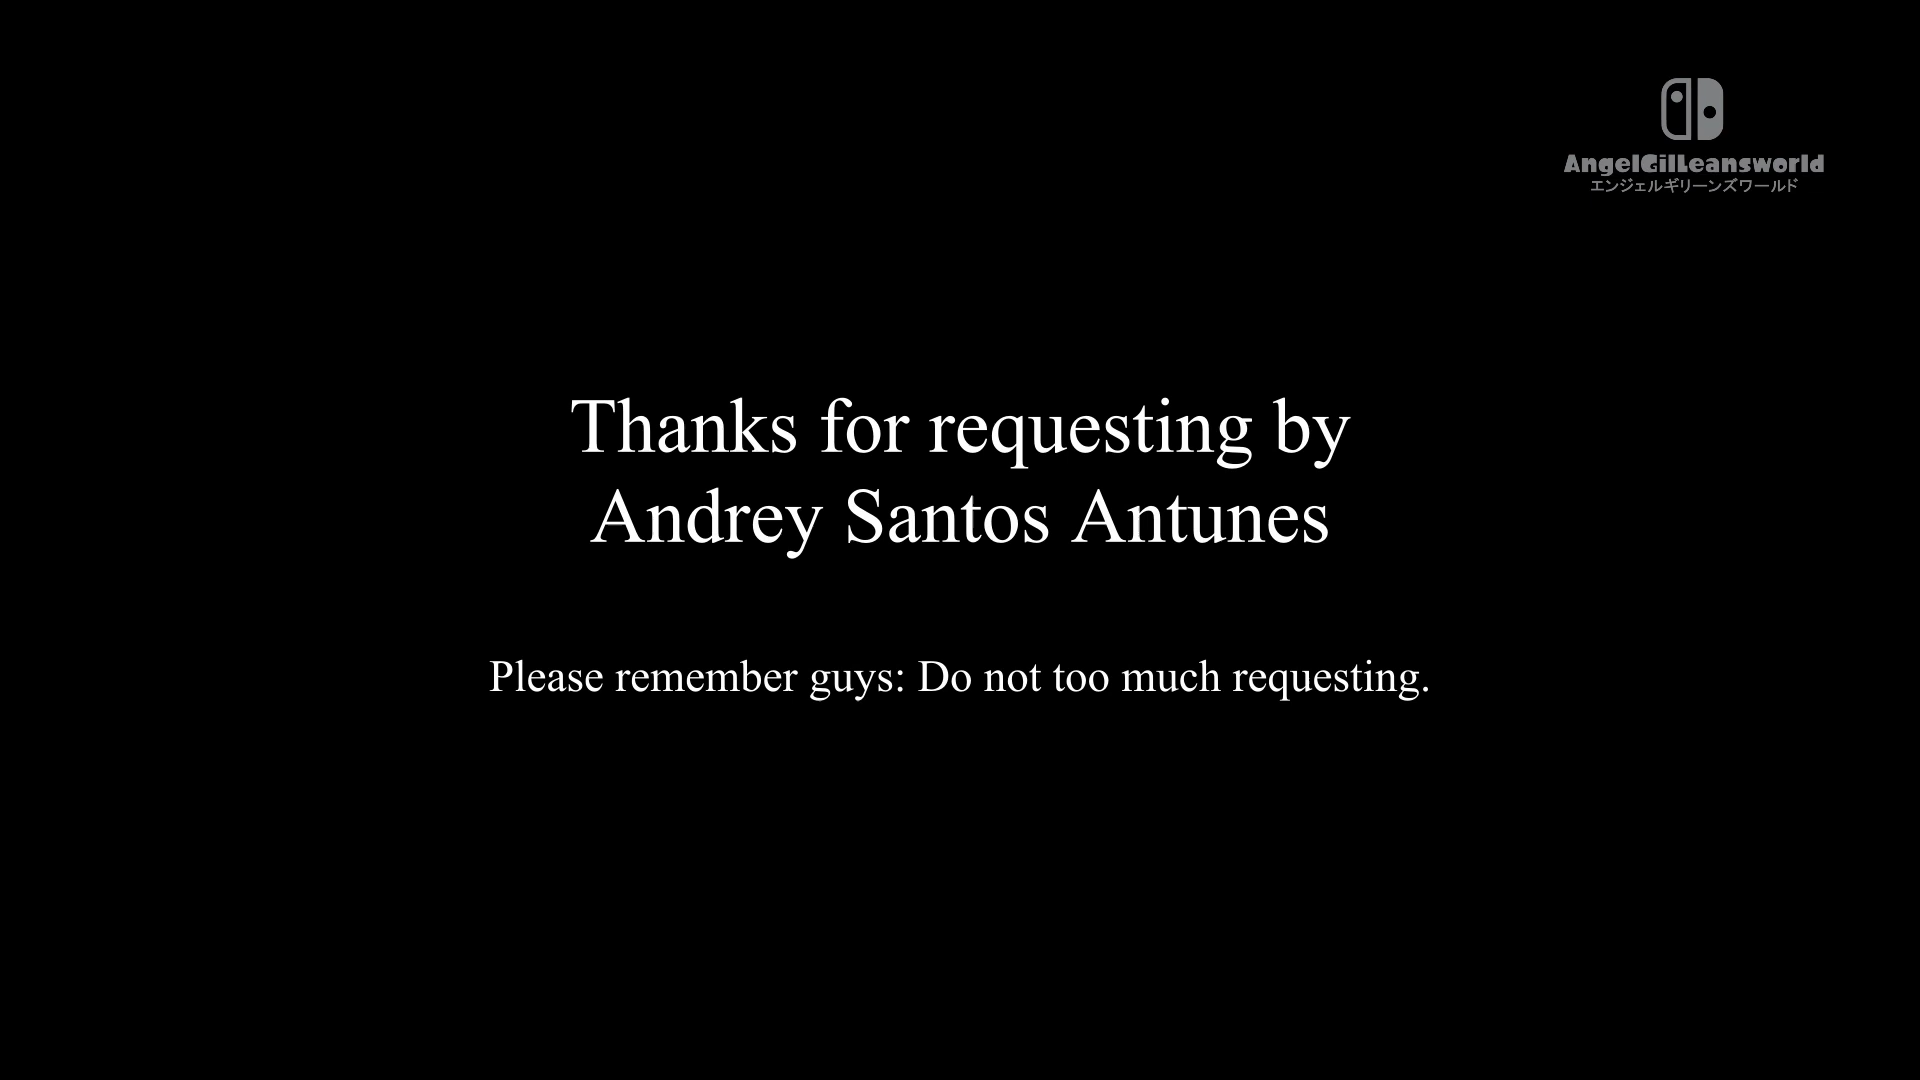 AngelGilLeansworld
エンジェルギリーンズワールド
Thanks for requesting by
Andrey Santos Antunes
Please remember guys: Do not too much requesting.